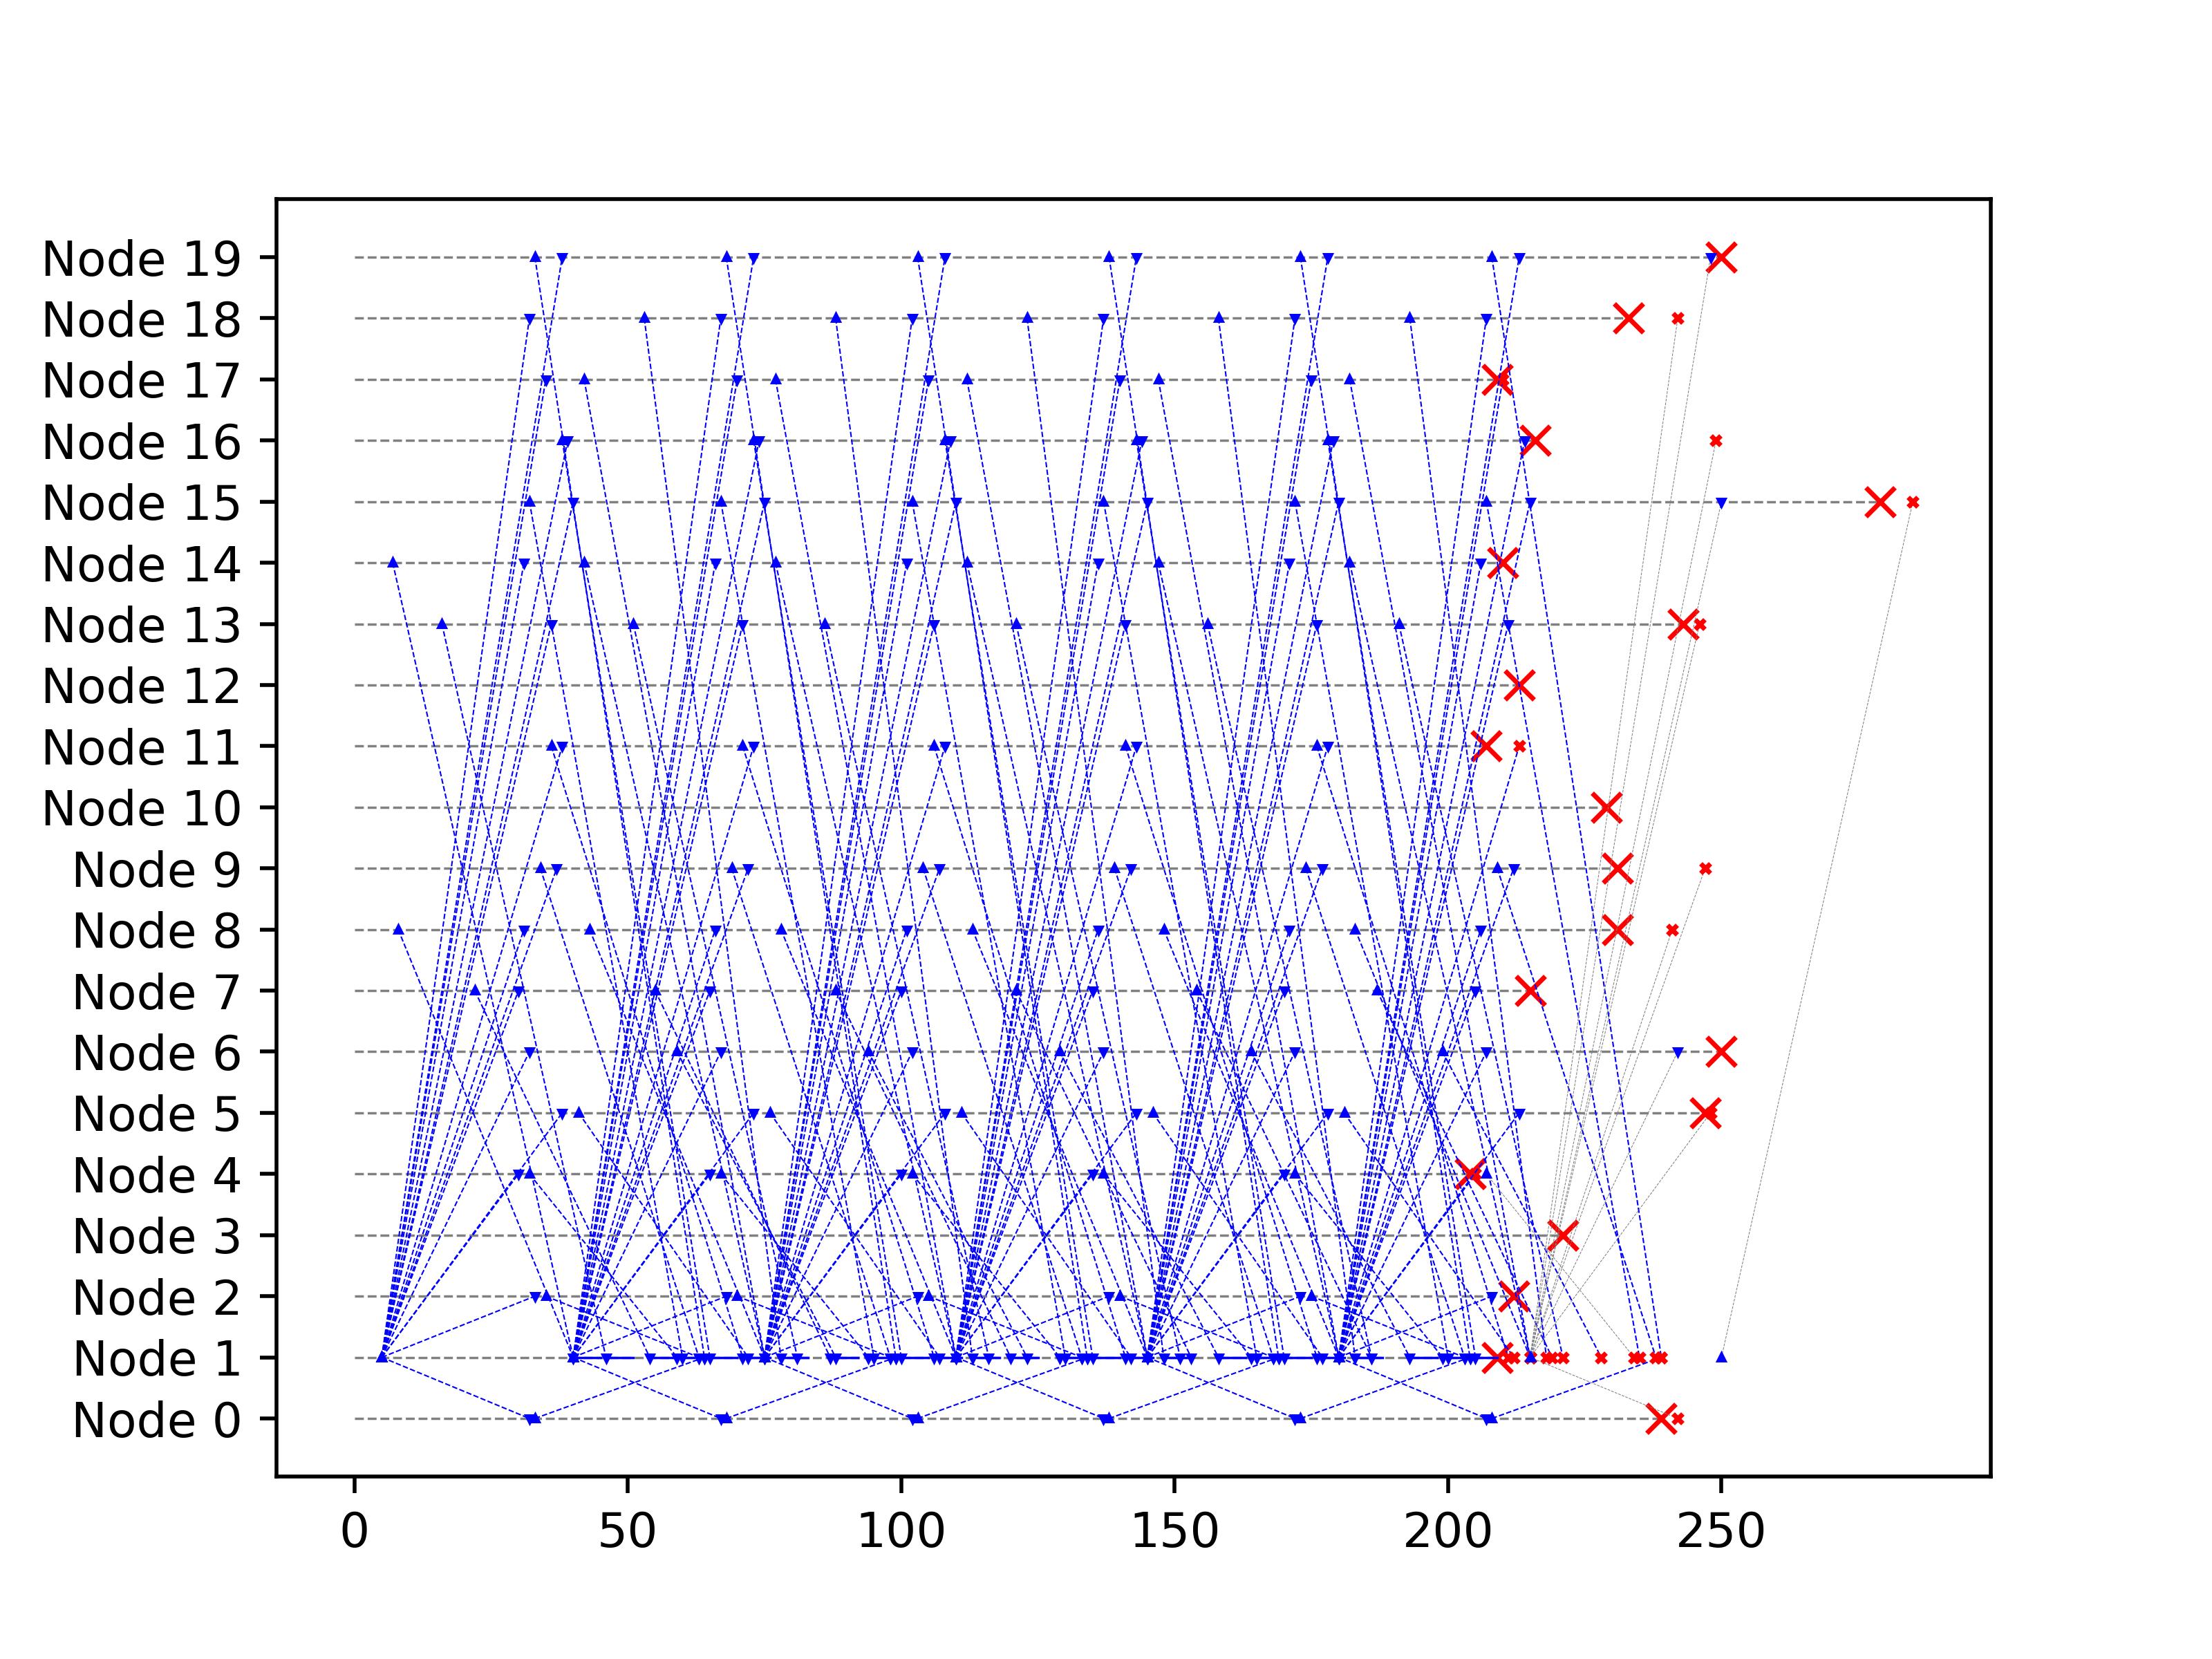 Node 19
Node 18
Node 17
Node 16
Node 15
Node 14
Node 13
Node 12
Node 11
Node 10
Node 9
Node 8
Node 7
Node 6
Node 5
Node 4
Node 3
Node 2
Node 1
Node 0
0 50 100 150 200 250